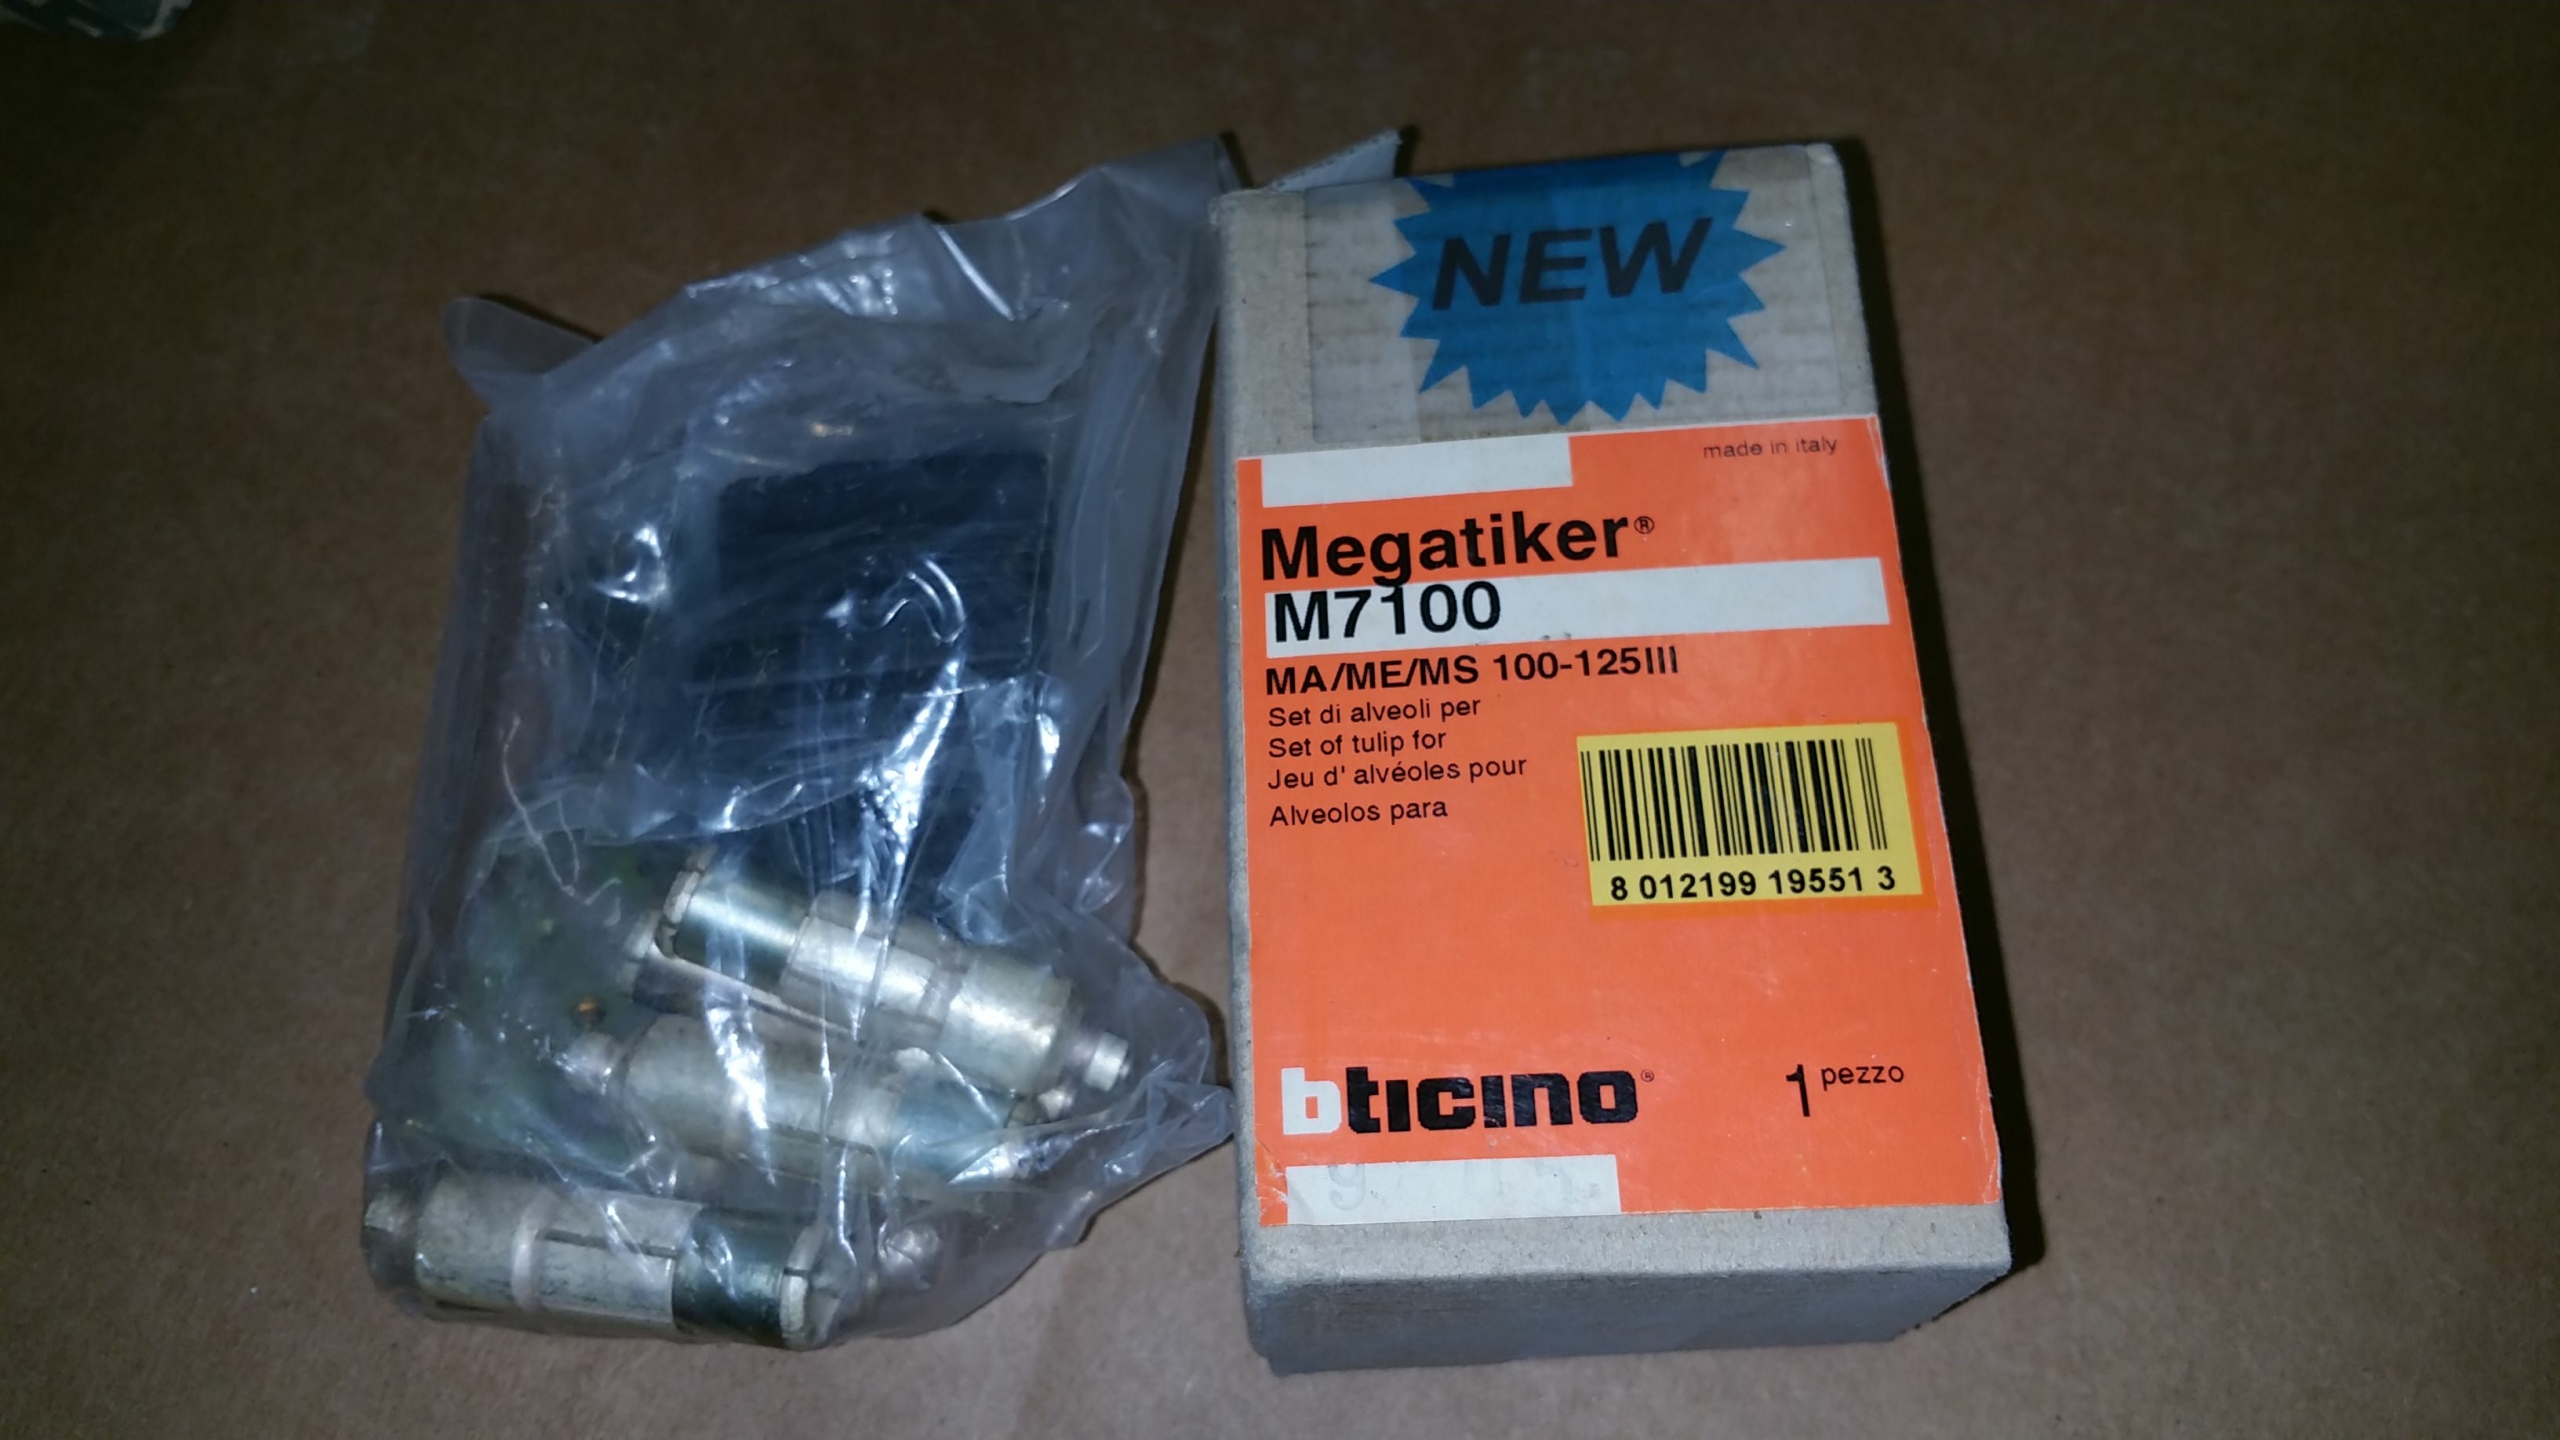 NEW
made in italy
Megatiker®
M7100
MA/ME/MS 100-125III
Set di alveoli per
Set of tulip for
Jeu d' alvéoles pour
Alveolos para
8 012199 19551 3
bticino®
1 pezzo